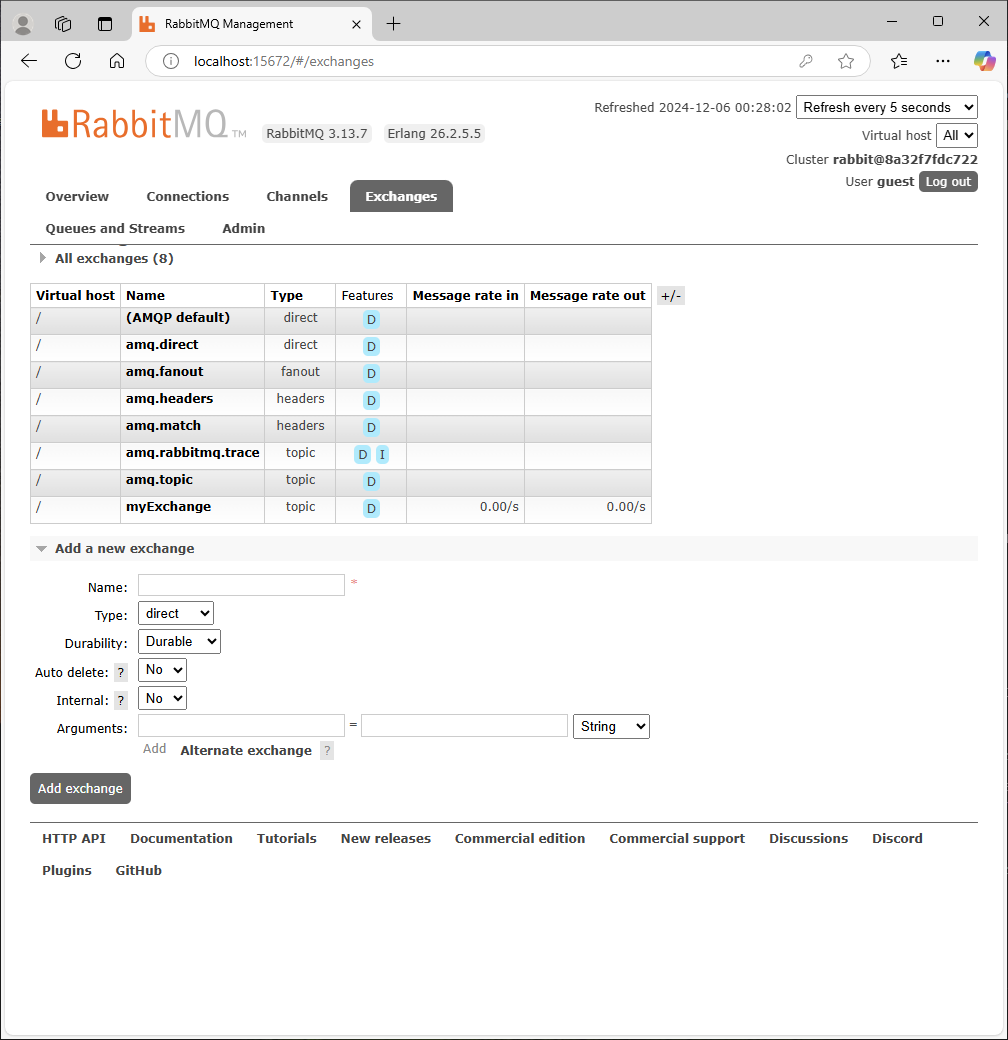 RabbitMQ Management
localhost:15672/#/exchanges
Refreshed 2024-12-06 00:28:02 Refresh every 5 seconds
RabbitMQ TM RabbitMQ 3.13.7 Erlang 26.2.5.5
Virtual host All
Cluster rabbit@8a32f7fdc722
User guest Log out
Overview Connections Channels Exchanges
Queues and Streams Admin
All exchanges (8)
Virtual host Name Type Features Message rate in Message rate out +/-
/ (AMQP default) direct D
/ amq.direct direct D
/ amq.fanout fanout D
/ amq.headers headers D
/ amq.match headers D
/ amq.rabbitmq.trace topic D I
/ amq.topic topic D
/ myExchange topic D 0.00/s 0.00/s
Add a new exchange
Name: *
Type: direct
Durability: Durable
Auto delete: ? No
Internal: ? No
Arguments: = String
Add Alternate exchange ?
Add exchange
HTTP API Documentation Tutorials New releases Commercial edition Commercial support Discussions Discord
Plugins GitHub